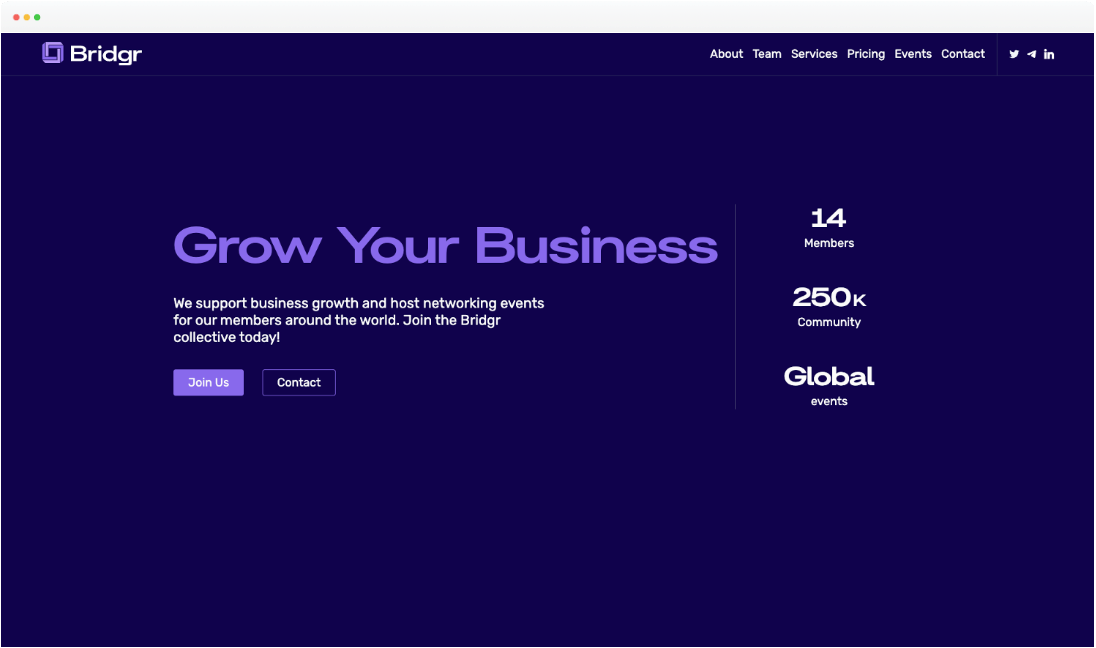 Bridgr
About Team Services Pricing Events Contact
Grow Your Business
We support business growth and host networking events
for our members around the world. Join the Bridgr
collective today!
Join Us
Contact
14
Members
250K
Community
Global
events